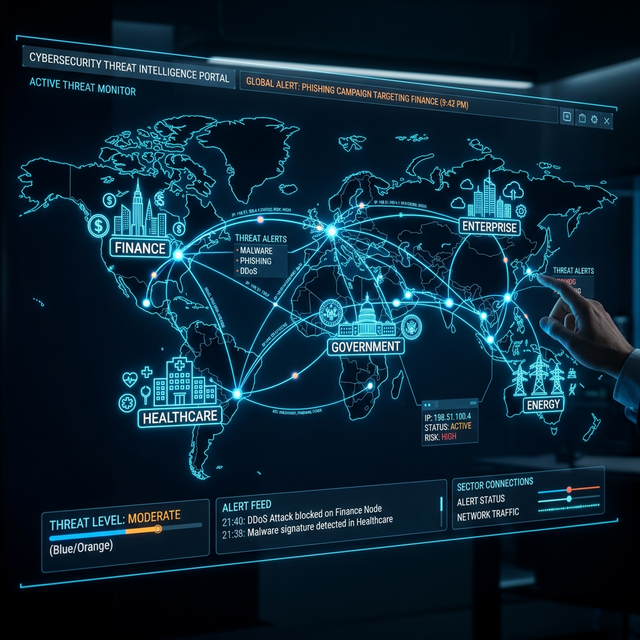 CYBERSECURITY THREAT INTELLIGENCE PORTAL
GLOBAL ALERT: PHISHING CAMPAIGN TARGETING FINANCE (9:42 PM)
ACTIVE THREAT MONITOR
FINANCE
THREAT ALERTS
• MALWARE
• PHISHING
• DDoS
ENTERPRISE
THREAT ALERTS
GOVERNMENT
HEALTHCARE
ENERGY
IP: 198.51.100.4
STATUS: ACTIVE
RISK: HIGH
THREAT LEVEL: MODERATE
(Blue/Orange)
ALERT FEED
21:40: DDoS Attack blocked on Finance Node
21:38: Malware signature detected in Healthcare
SECTOR CONNECTIONS
ALERT STATUS
NETWORK TRAFFIC